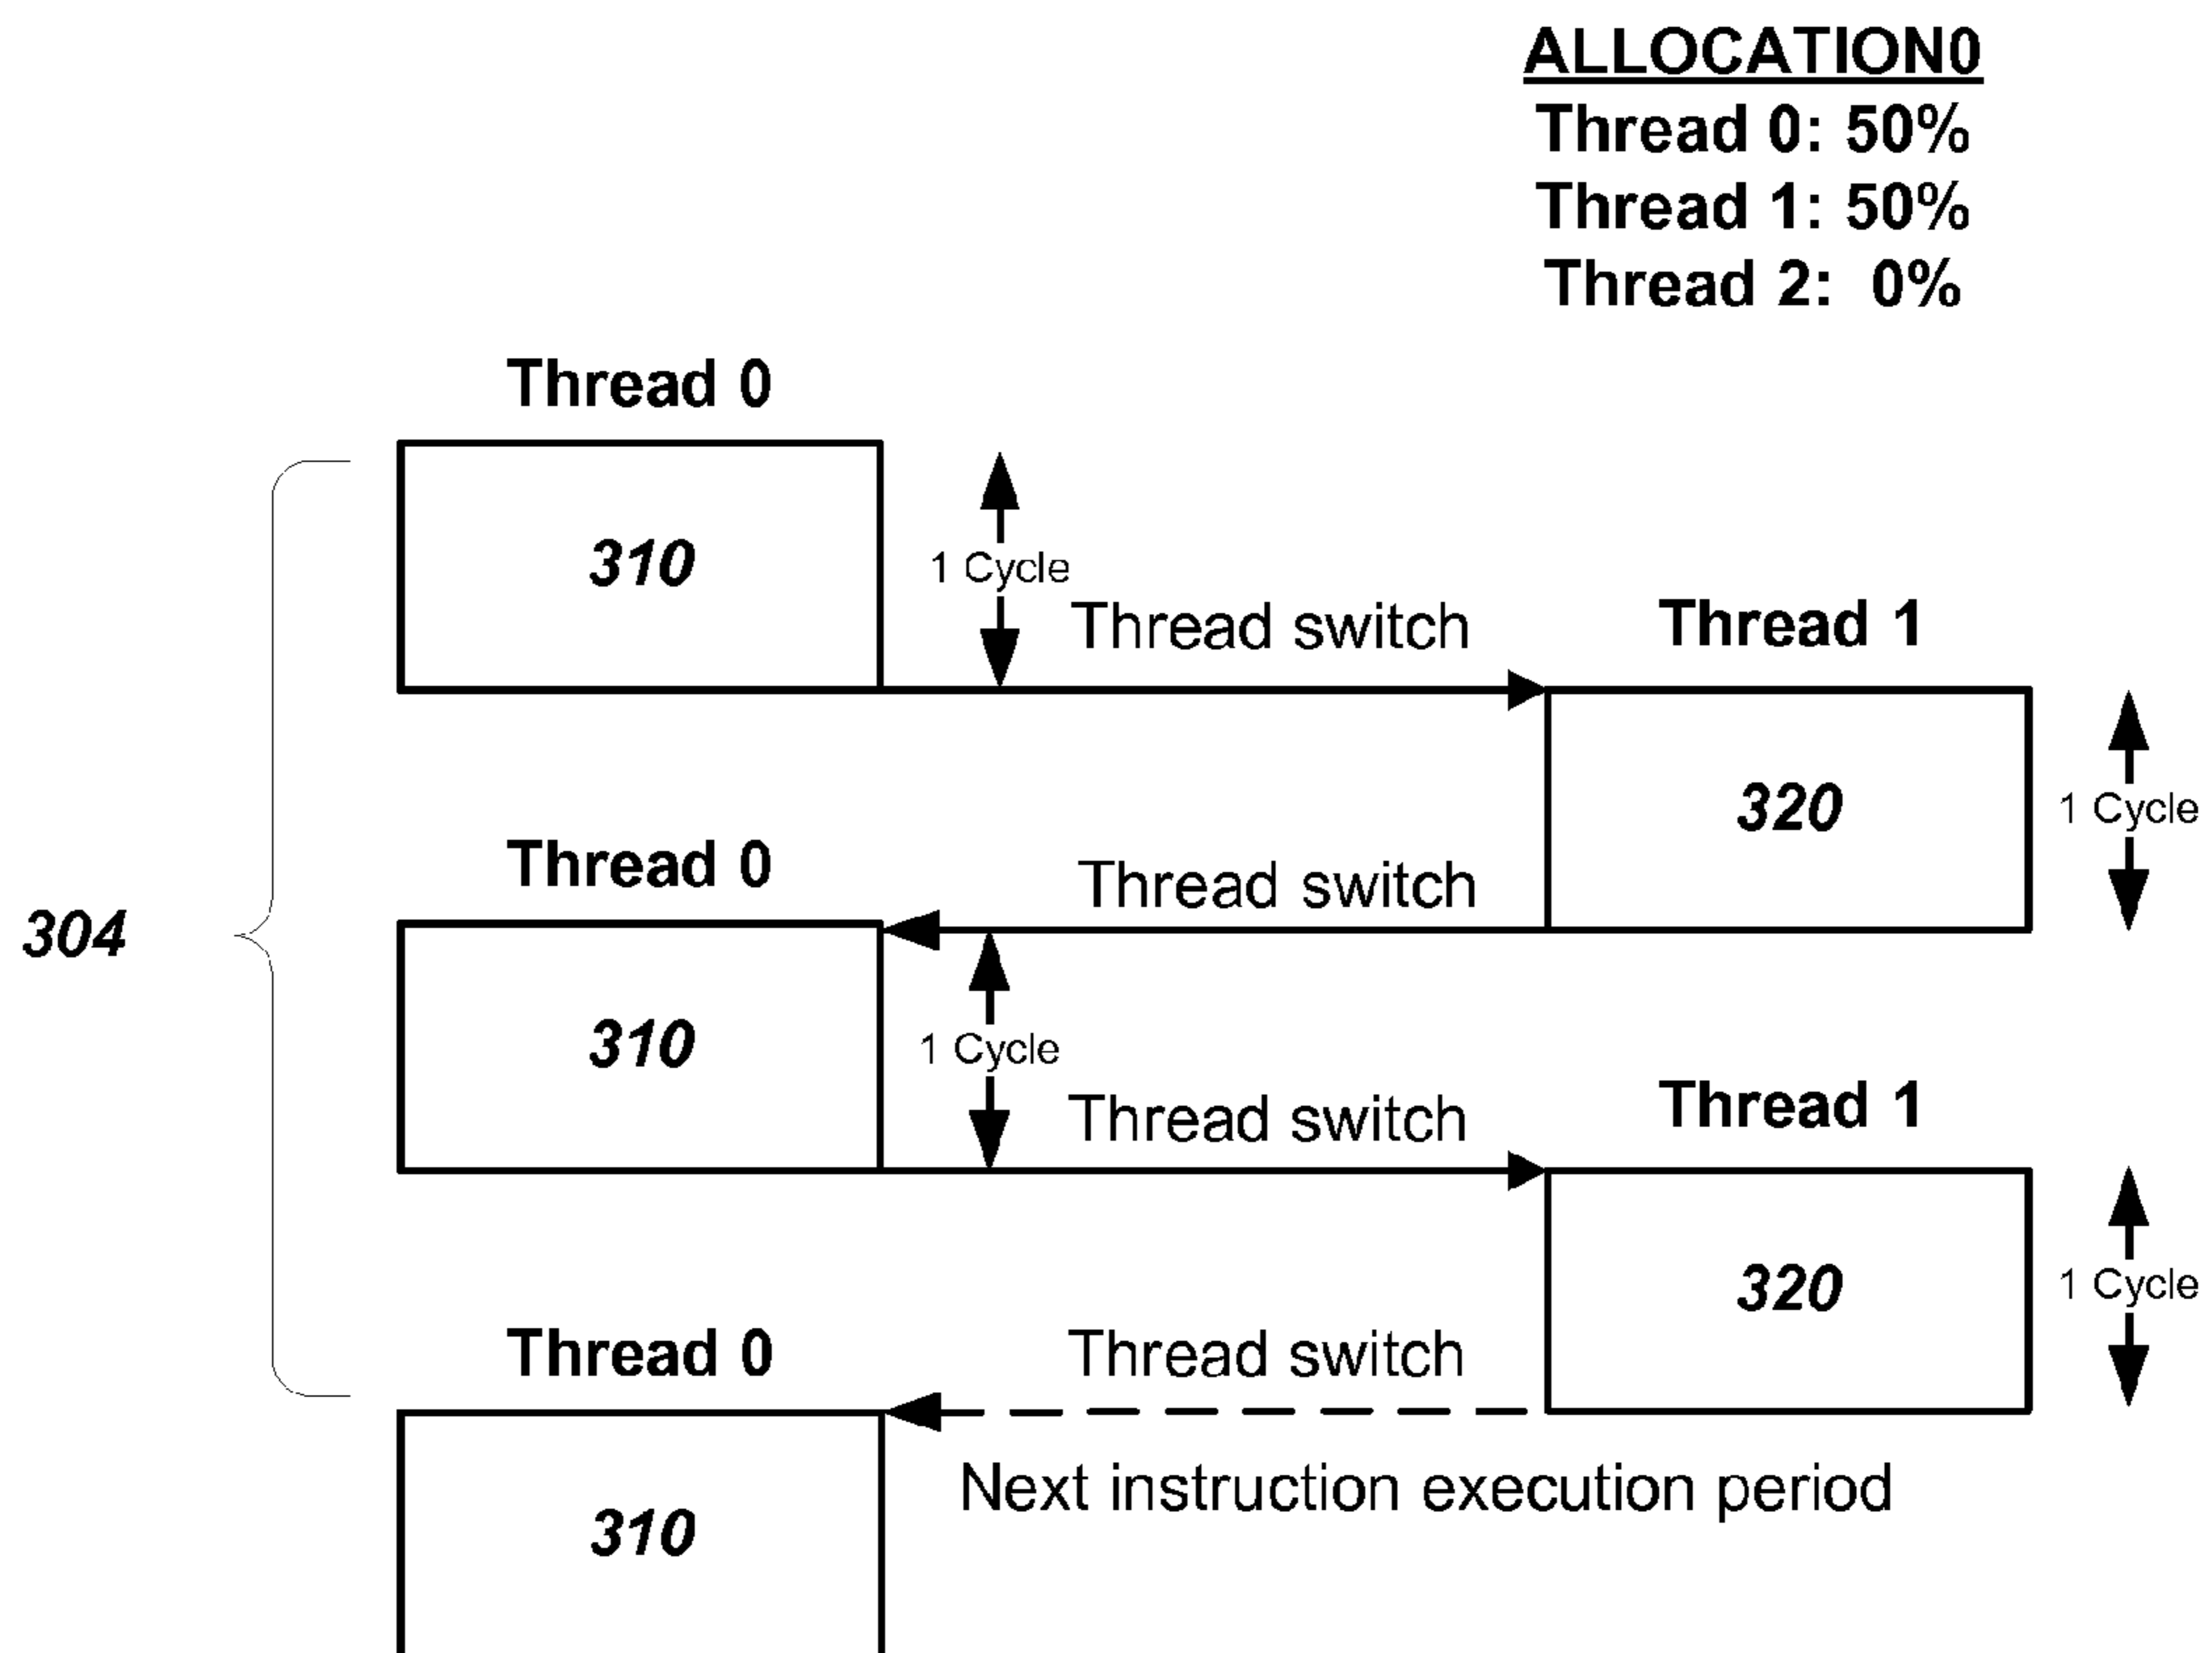 ALLOCATION0
Thread 0: 50%
Thread 1: 50%
Thread 2: 0%
Thread 0
310
1 Cycle
Thread switch
Thread 1
320
1 Cycle
Thread switch
304
Thread 0
310
1 Cycle
Thread switch
Thread 1
320
1 Cycle
Thread 0
Thread switch
Next instruction execution period
310